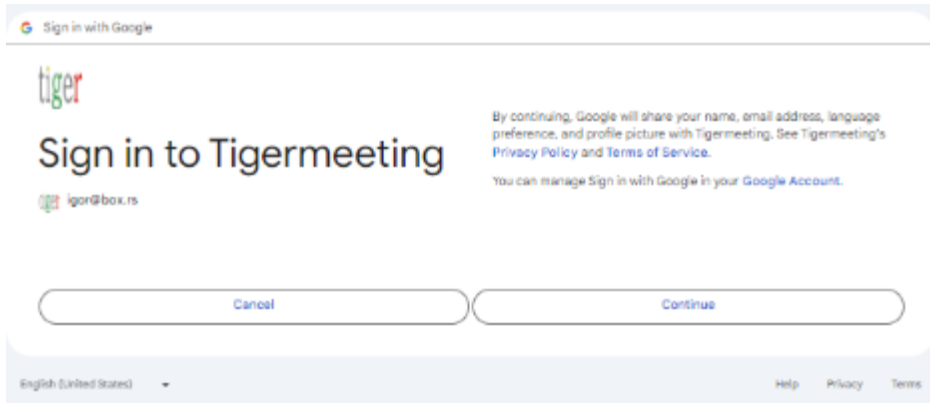 Sign in with Google
tiger
Sign in to Tigermeeting
tiger igor@box.rs
By continuing, Google will share your name, email address, language
preference, and profile picture with Tigermeeting. See Tigermeeting's
Privacy Policy and Terms of Service.
You can manage Sign in with Google in your Google Account.
Cancel
Continue
English (United States)
Help Privacy Terms